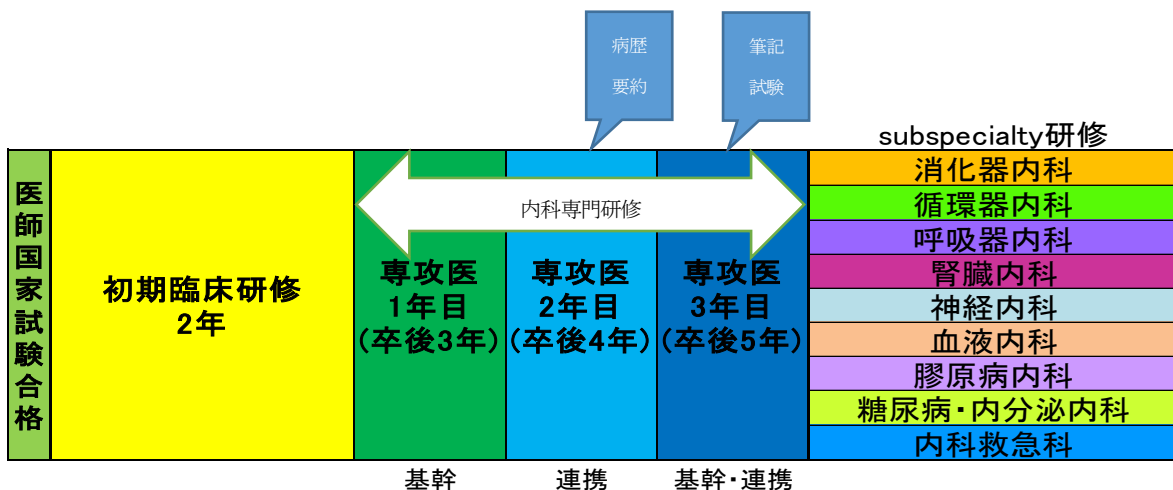 病歴
要約
筆記
試験
subspecialty研修
医師国家試験合格
初期臨床研修
2年
内科専門研修
専攻医
1年目
(卒後3年)
専攻医
2年目
(卒後4年)
専攻医
3年目
(卒後5年)
消化器内科
循環器内科
呼吸器内科
腎臓内科
神経内科
血液内科
膠原病内科
糖尿病・内分泌内科
内科救急科
基幹
連携
基幹・連携